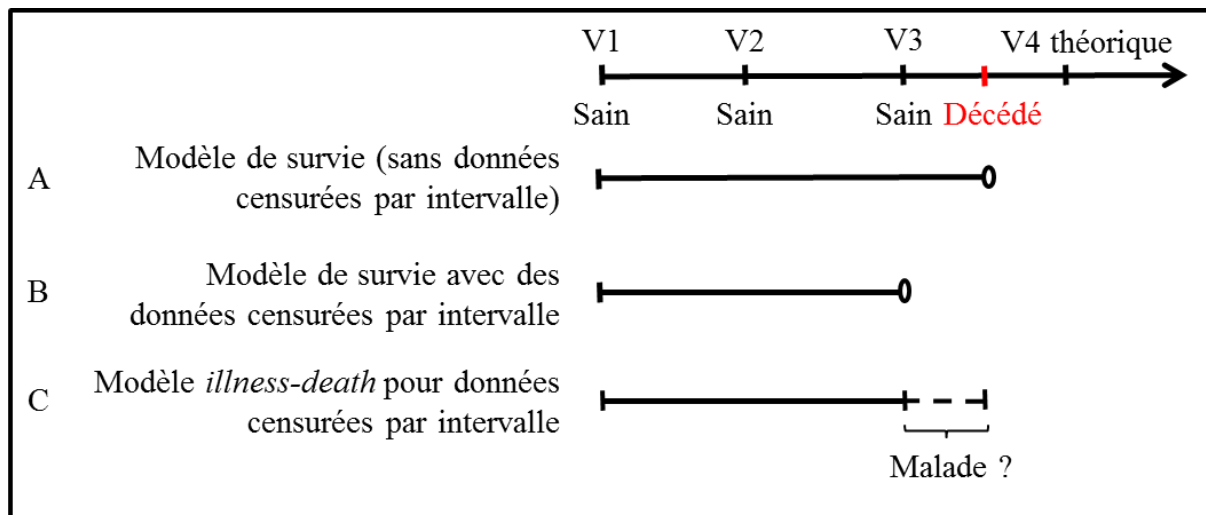 V1 V2 V3 V4 théorique
Sain Sain Sain Décédé
A Modèle de survie (sans données
censurées par intervalle)
B Modèle de survie avec des
données censurées par intervalle
C Modèle illness-death pour données
censurées par intervalle
Malade ?